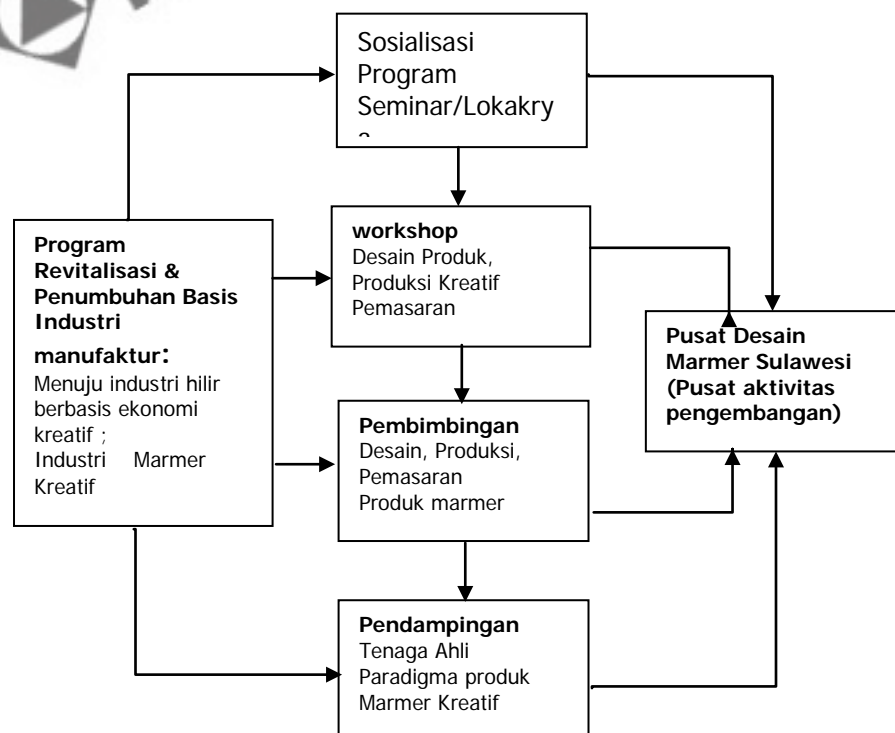 Sosialisasi
Program
Seminar/Lokakry
Program
Revitalisasi &
Penumbuhan Basis
Industri
manufaktur:
Menuju industri hilir
berbasis ekonomi
kreatif ;
Industri Marmer
Kreatif
workshop
Desain Produk,
Produksi Kreatif
Pemasaran
Pembimbingan
Desain, Produksi,
Pemasaran
Produk marmer
Pendampingan
Tenaga Ahli
Paradigma produk
Marmer Kreatif
Pusat Desain
Marmer Sulawesi
(Pusat aktivitas
pengembangan)